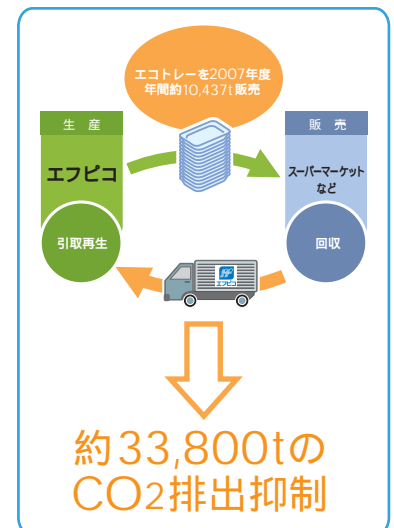 エコトレーを2007年度
年間約10,437t販売
生 産
販 売
エフピコ
スーパーマーケット
など
引取再生
回収
エフピコ
約33,800tの
CO2排出抑制